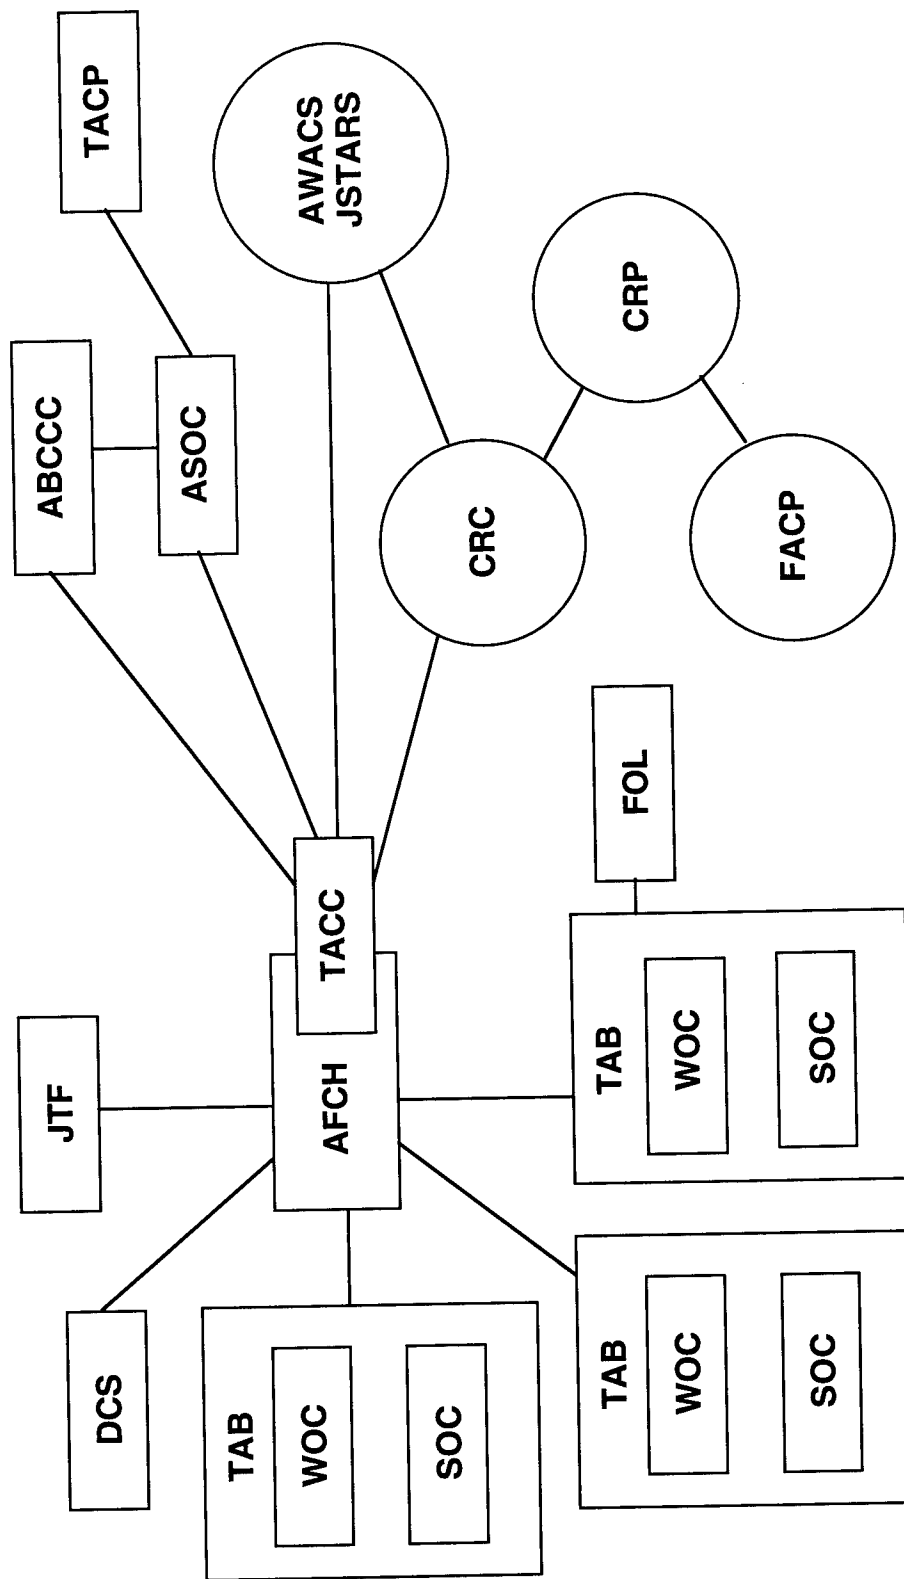 DCS
JTF
ABCCC
TACP
ASOC
AWACS
JSTARS
TAB
WOC
SOC
AFCH
TACC
CRC
CRP
FACP
FOL
TAB
WOC
SOC
TAB
WOC
SOC